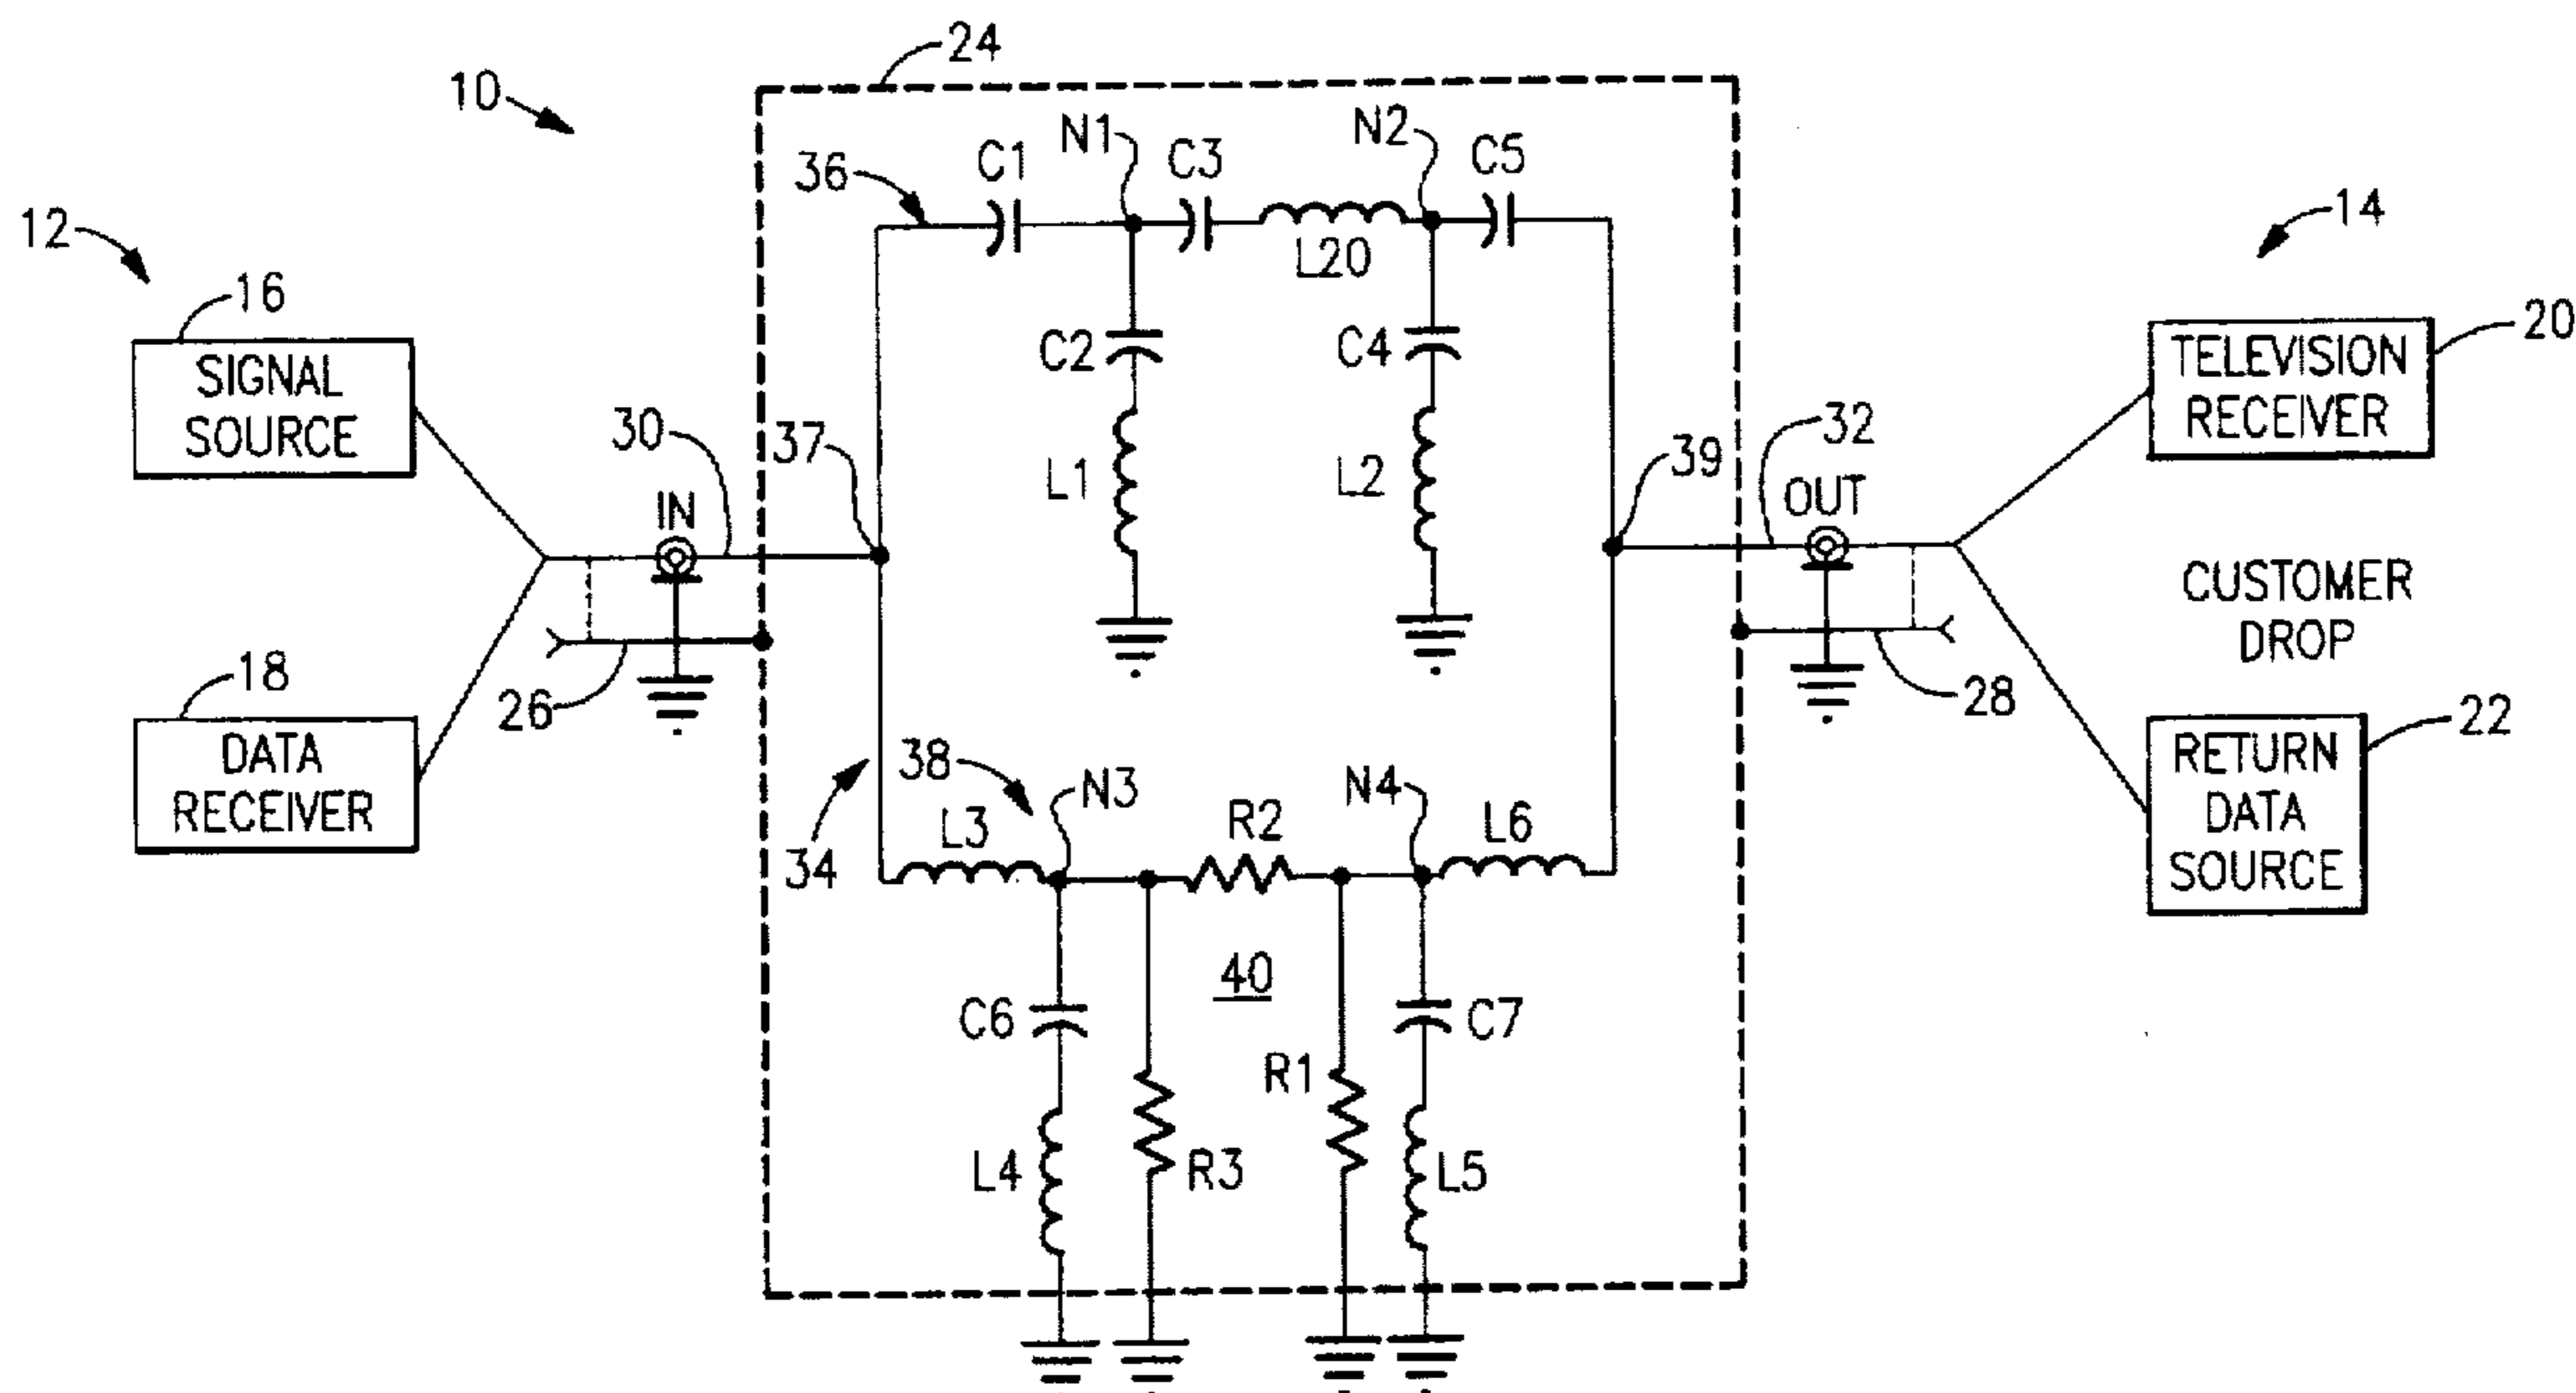 24
10
N1
N2
C1
C3
C5
36
14
12
L20
16
20
SIGNAL
SOURCE
C2
C4
TELEVISION
RECEIVER
30
37
L1
L2
39
32
IN
OUT
CUSTOMER
DROP
18
26
28
22
DATA
RECEIVER
34
38
N3
N4
L3
R2
L6
RETURN
DATA
SOURCE
40
C6
C7
R1
L4
R3
L5